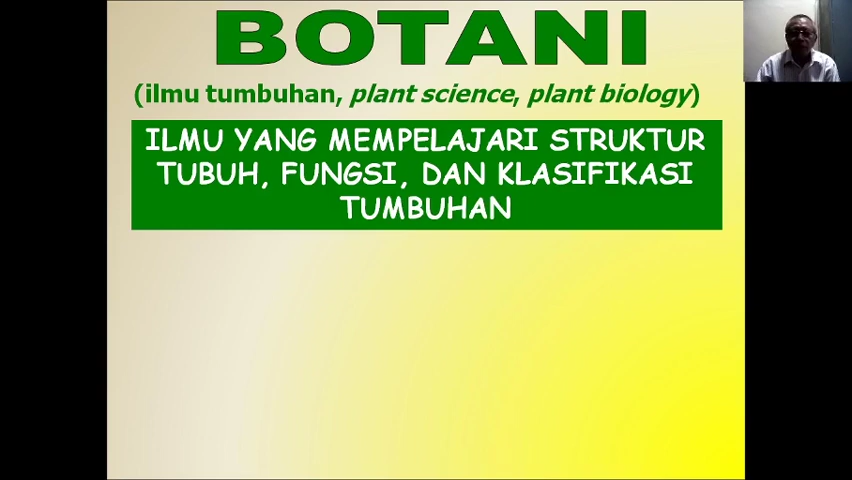 BOTANI
(ilmu tumbuhan, plant science, plant biology)
ILMU YANG MEMPELAJARI STRUKTUR
TUBUH, FUNGSI, DAN KLASIFIKASI
TUMBUHAN